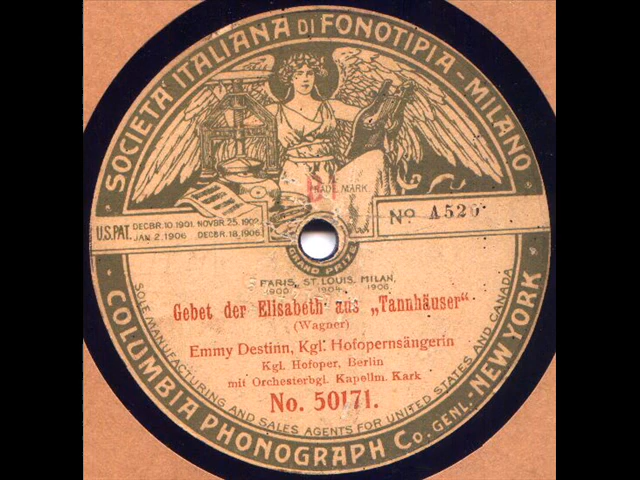 SOCIETÀ ITALIANA DI FONOTIPIA - MILANO
TRADE MARK.
U.S. PAT. DECBR.10.1901. NOVBR.25.1902.
JAN 2, 1906 DECBR.18.1906.
No. A520
GRAND PRIZE
PARIS, ST. LOUIS, MILAN,
1900 - 1904 - 1906.
Gebet der Elisabeth aus „Tannhäuser“
(Wagner)
Emmy Destinn, Kgl. Hofopernsängerin
Kgl. Hofoper, Berlin
mit Orchesterbgl. Kapellm. Kark
No. 50171.
SOLE MANUFACTURING AND SALES AGENTS FOR UNITED STATES AND CANADA
COLUMBIA PHONOGRAPH Co. GENL. - NEW YORK